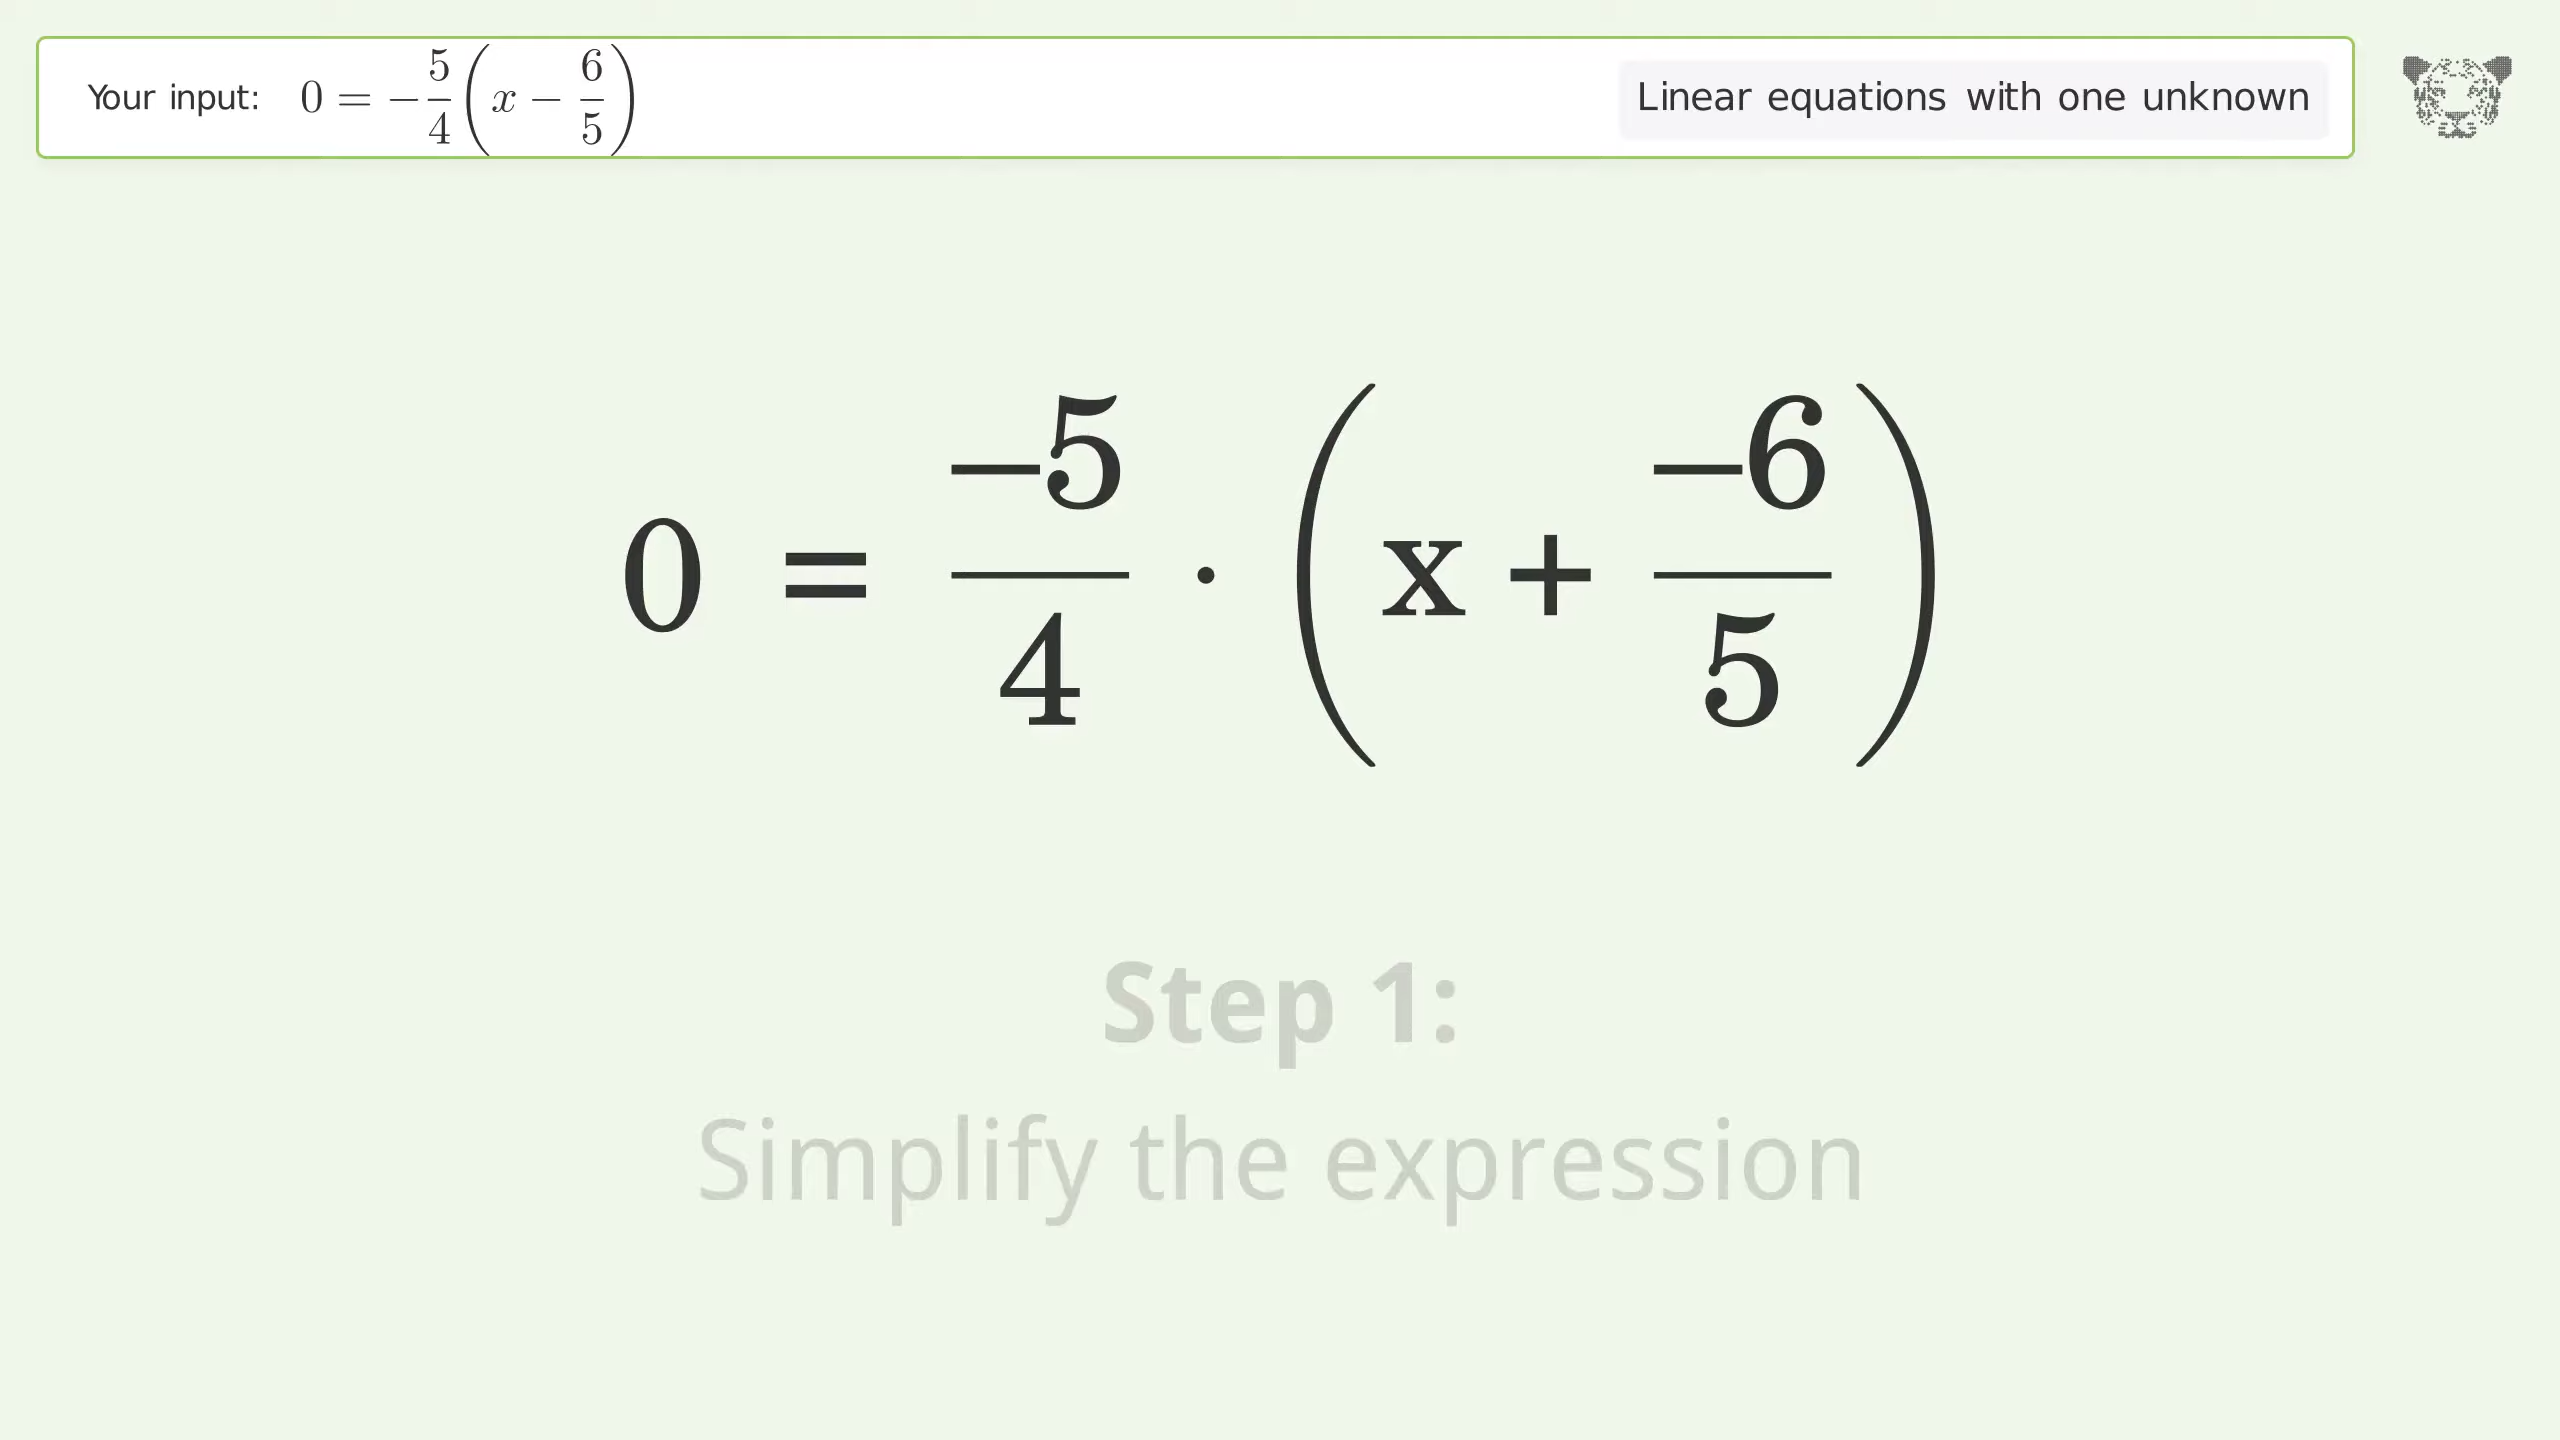 Your input: 0 = −5/4(x − 6/5)
Linear equations with one unknown
0 = −5/4 · (x + −6/5)
Step 1:
Simplify the expression